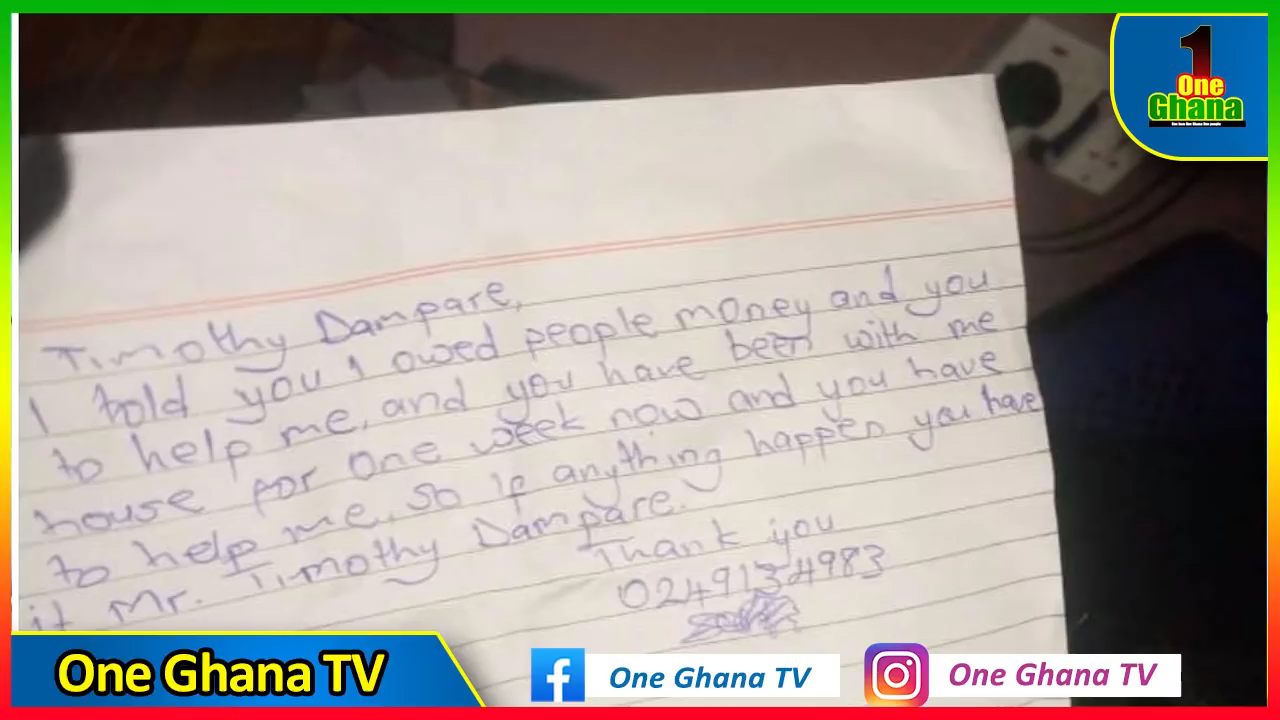 1
One
Ghana
Timothy Dampare,
I told you I owed people money and you
to help me, and you have been with me
house for one week now and you have
to help me, so if anything happen you have
it Mr. Timothy Dampare.
Thank you
0249134983
One Ghana TV
One Ghana TV
One Ghana TV